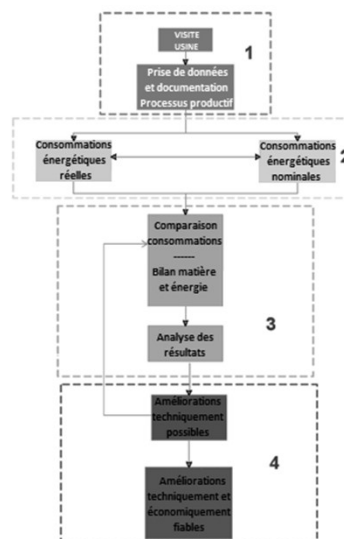 VISITE
USINE
1
Prise de données
et documentation
Processus productif
Consommations
énergétiques
réelles
Consommations
énergétiques
nominales
2
Comparaison
consommations
------
Bilan matière
et énergie
3
Analyse des
résultats
Améliorations
techniquement
possibles
4
Améliorations
techniquement et
économiquement
fiables